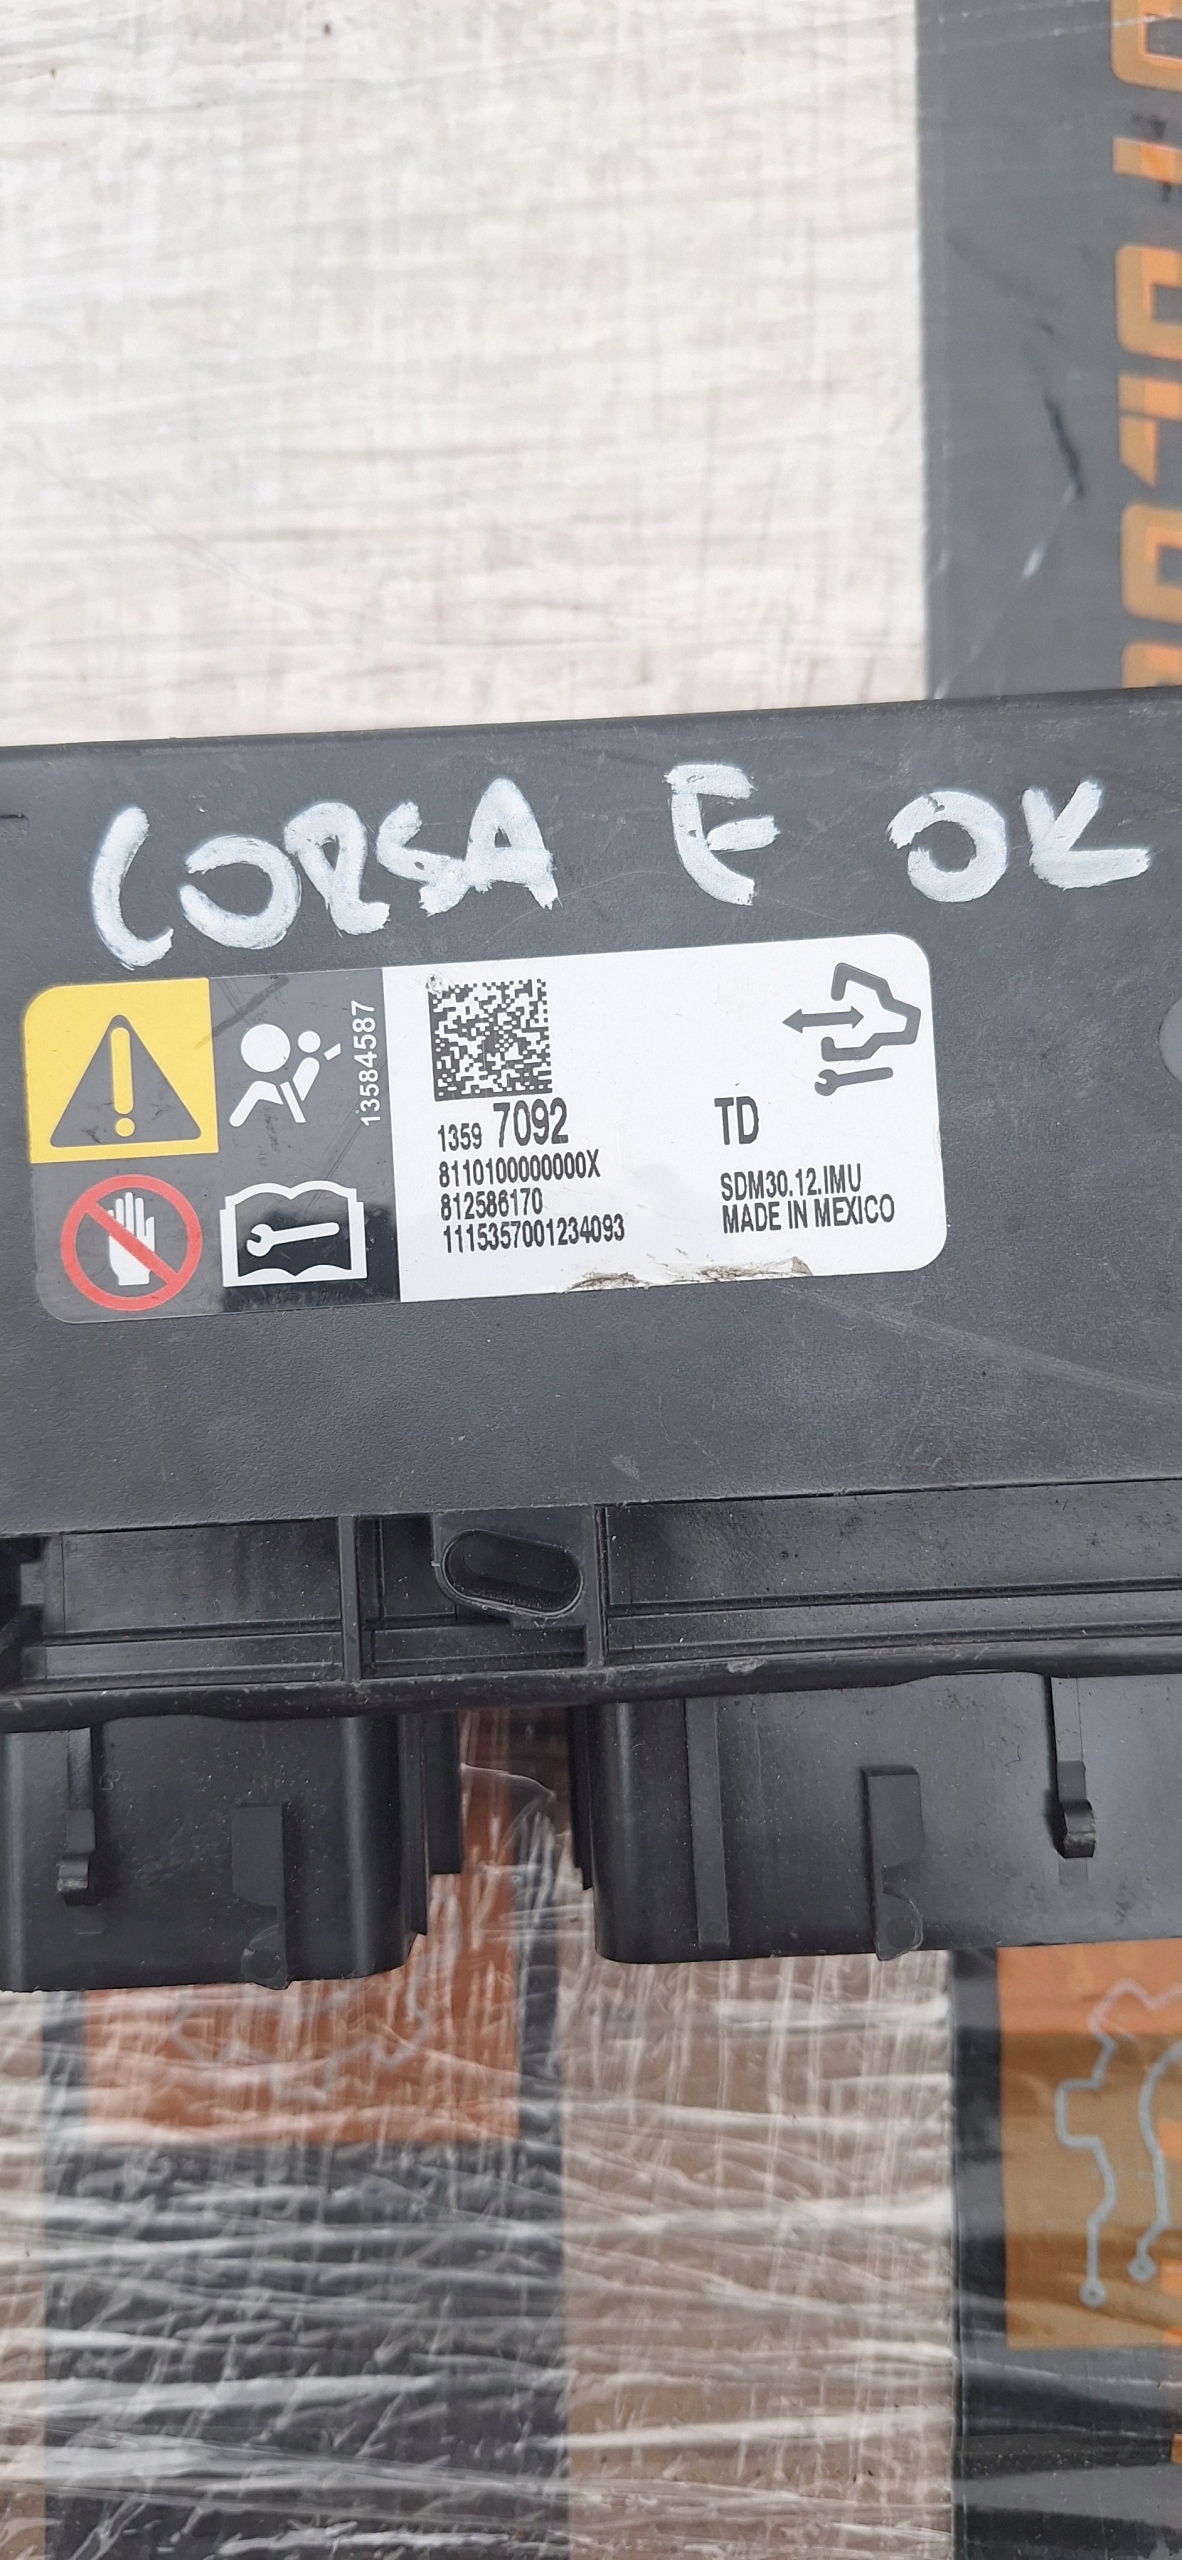 CORSA E OK
13584587
1359 7092
TD
8110100000000X
812586170
1115357001234093
SDM30.12.IMU
MADE IN MEXICO